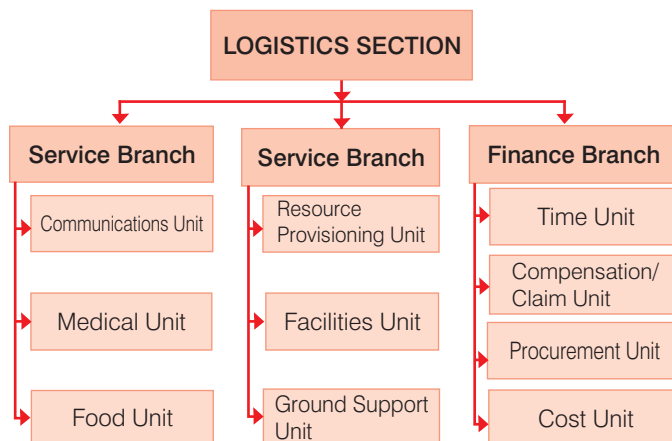 LOGISTICS SECTION
Service Branch
Communications Unit
Medical Unit
Food Unit
Service Branch
Resource
Provisioning Unit
Facilities Unit
Ground Support
Unit
Finance Branch
Time Unit
Compensation/
Claim Unit
Procurement Unit
Cost Unit